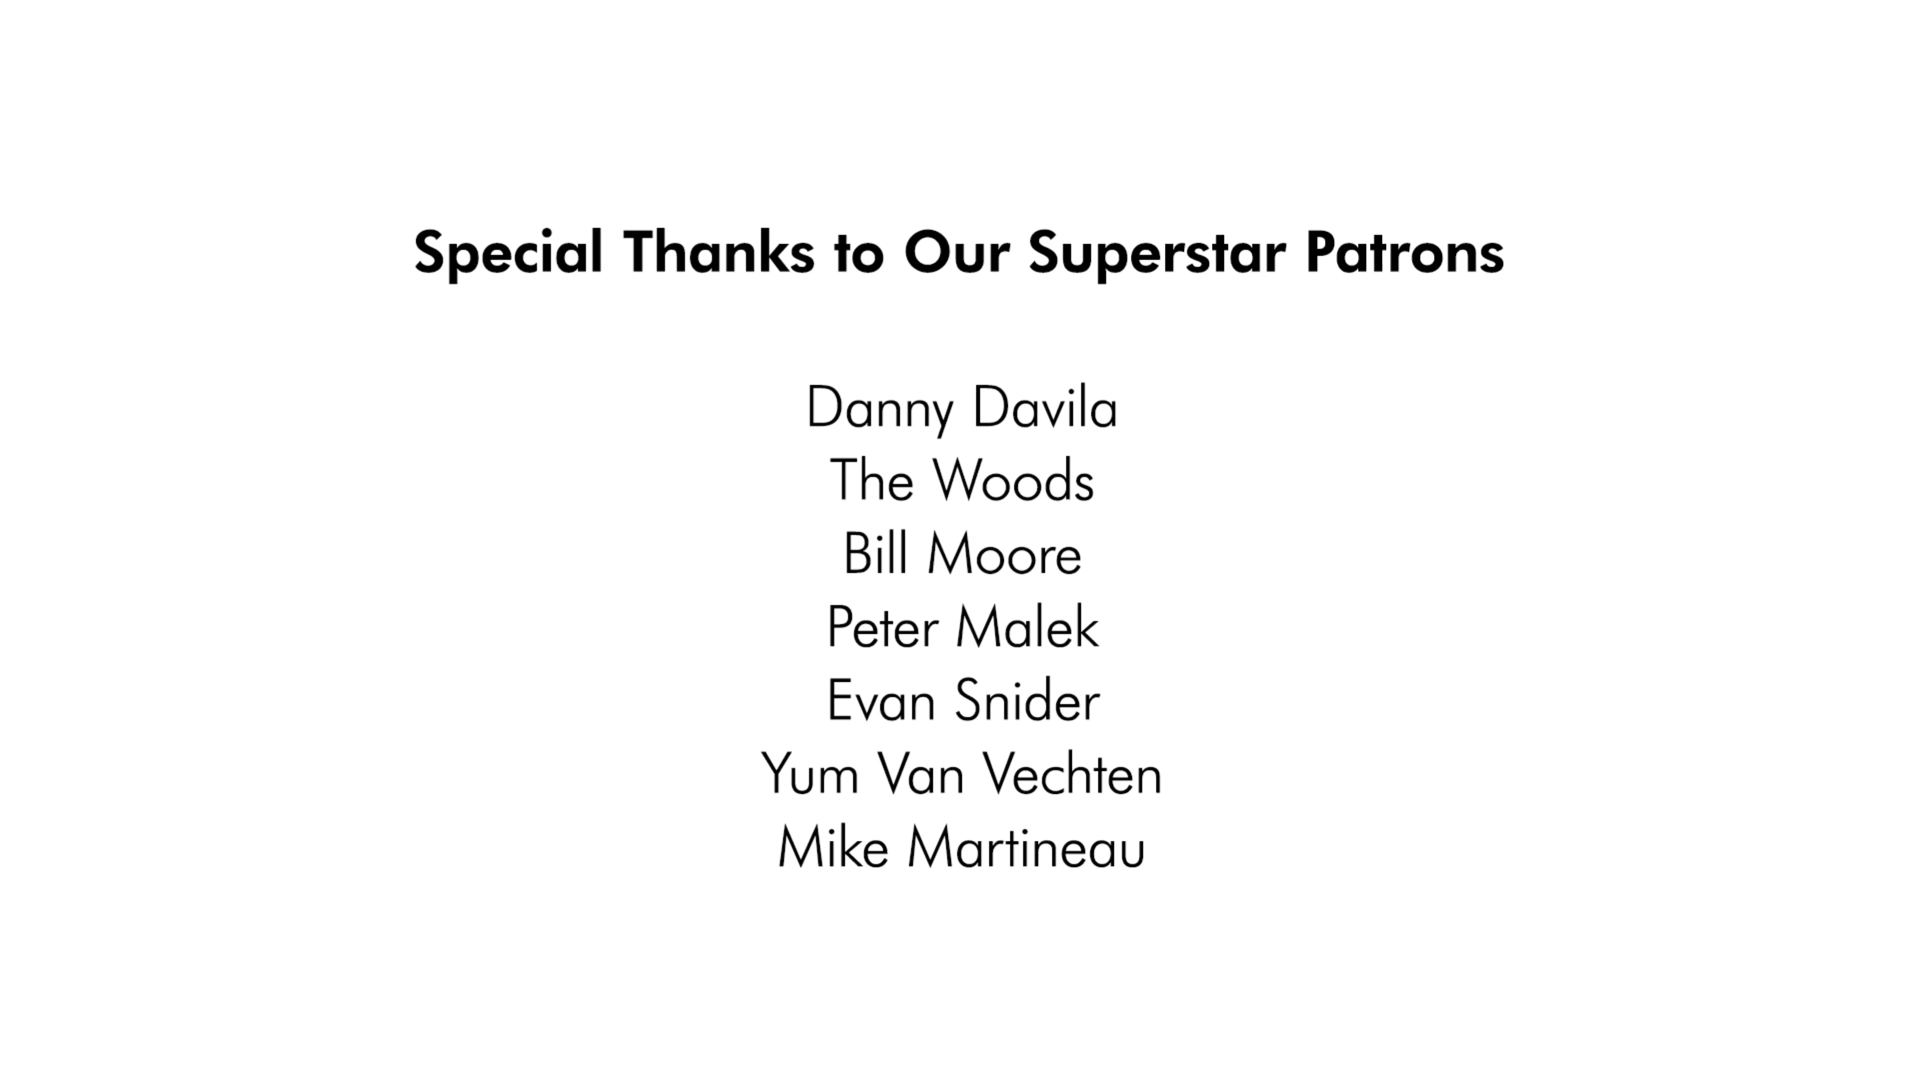 Special Thanks to Our Superstar Patrons
Danny Davila
The Woods
Bill Moore
Peter Malek
Evan Snider
Yum Van Vechten
Mike Martineau